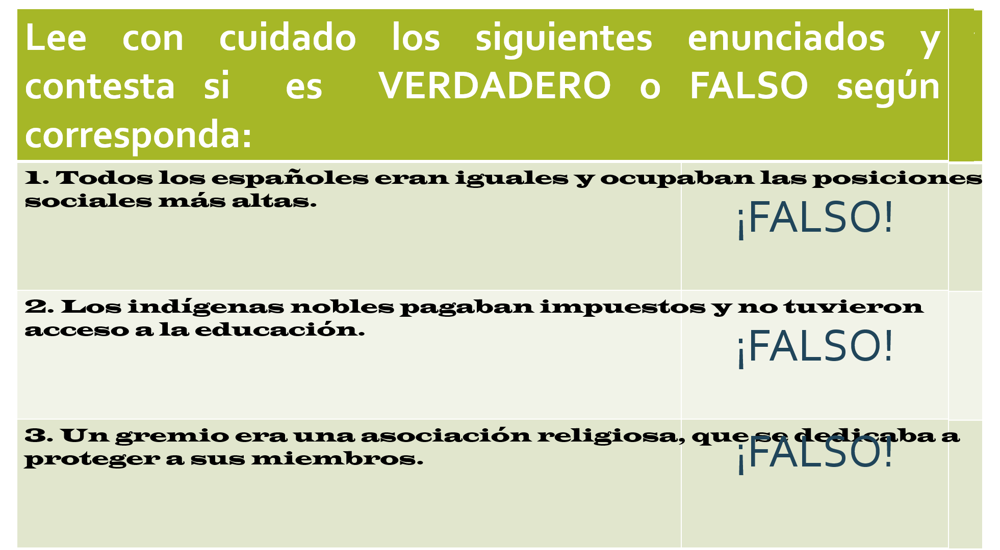 Lee con cuidado los siguientes enunciados y
contesta si es VERDADERO o FALSO según
corresponda:
1. Todos los españoles eran iguales y ocupaban las posiciones
sociales más altas.
¡FALSO!
2. Los indígenas nobles pagaban impuestos y no tuvieron
acceso a la educación.
¡FALSO!
3. Un gremio era una asociación religiosa, que se dedicaba a
proteger a sus miembros.
¡FALSO!